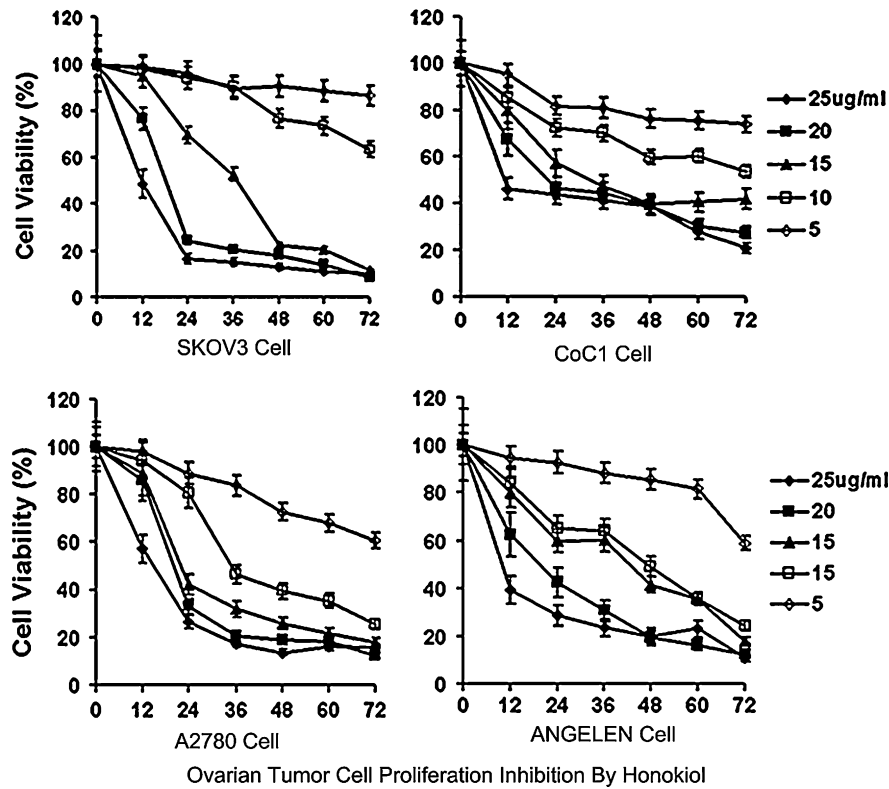 120
100
80
60
40
20
0
Cell Viability (%)
0 12 24 36 48 60 72
SKOV3 Cell
120
100
80
60
40
20
0
0 12 24 36 48 60 72
CoC1 Cell
25ug/ml
20
15
10
5
120
100
80
60
40
20
0
Cell Viability (%)
0 12 24 36 48 60 72
A2780 Cell
120
100
80
60
40
20
0
0 12 24 36 48 60 72
ANGELEN Cell
25ug/ml
20
15
15
5
Ovarian Tumor Cell Proliferation Inhibition By Honokiol